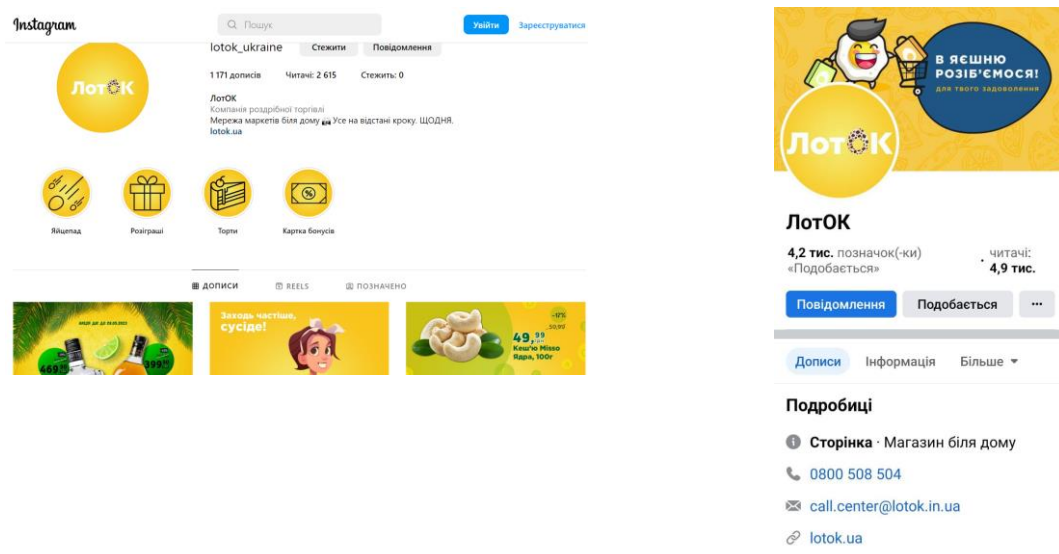 Instagram
Пошук
Увійти
Зареєструватися
lotok_ukraine
Стежити
Повідомлення
1 171 дописів
Читачі: 2 615
Стежить: 0
ЛотОК
ЛотОК
Компанія роздрібної торгівлі
Мережа маркетів біля дому Усе на відстані кроку. ЩОДНЯ.
lotok.ua
Яйцепад
Розіграші
Торти
Картка бонусів
ДОПИСИ
REELS
ПОЗНАЧЕНО
469
399
Заходь частіше,
сусіде!
-17%
59,99
49,99
Кеш'ю Misso
Ядра, 100г
В ЯЄШНЮ
РОЗІБ'ЄМОСЯ!
для твого задоволення
ЛотОК
ЛотОК
4,2 тис. позначок(-ки)
«Подобається»
· читачі:
4,9 тис.
Повідомлення
Подобається
...
Дописи
Інформація
Більше
Подробиці
Сторінка · Магазин біля дому
0800 508 504
call.center@lotok.in.ua
lotok.ua